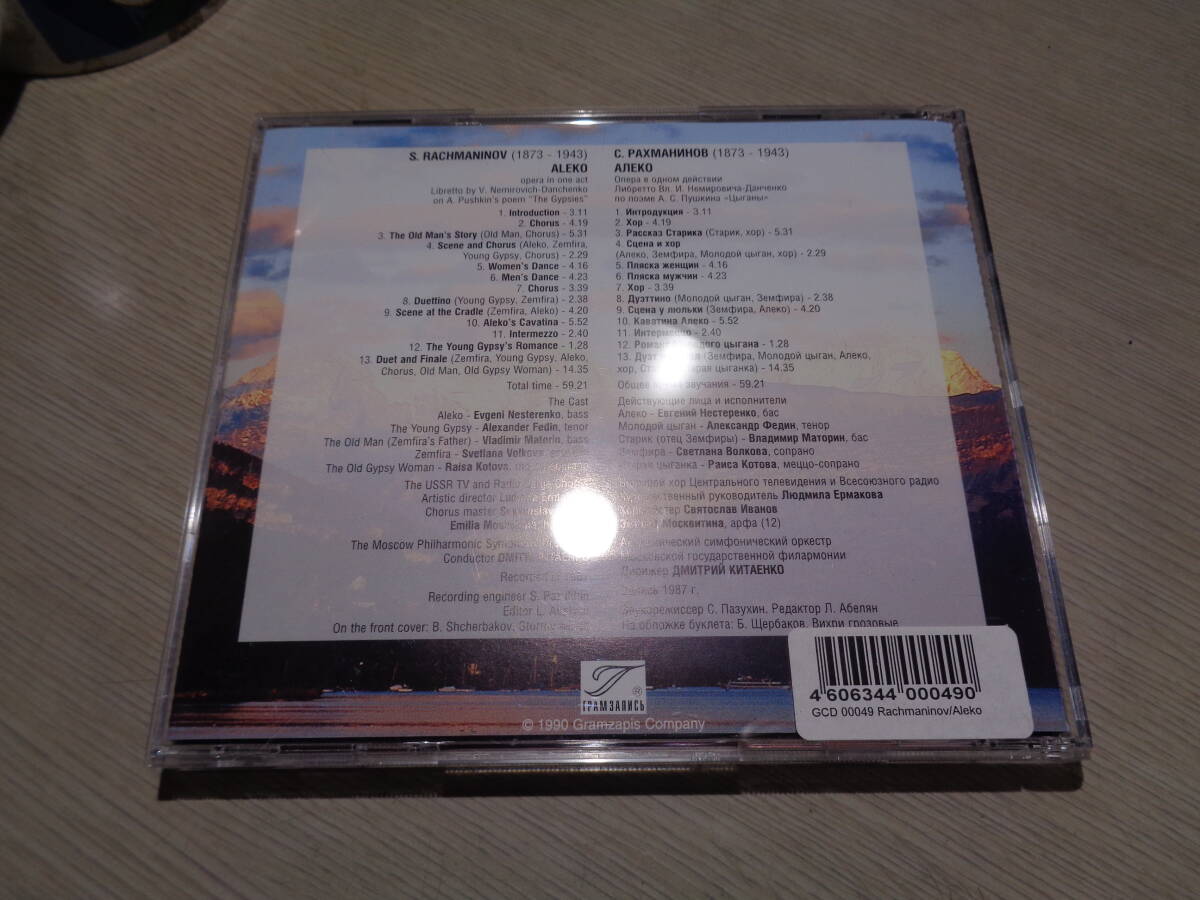 S. RACHMANINOV (1873 - 1943)
ALEKO
opera in one act
Libretto by V. Nemirovich-Danchenko
on A. Pushkin's poem "The Gypsies"
1. Introduction - 3.11
2. Chorus - 4.19
3. The Old Man's Story (Old Man, Chorus) - 5.31
4. Scene and Chorus (Aleko, Zemfira,
Young Gypsy, Chorus) - 2.29
5. Women's Dance - 4.16
6. Men's Dance - 4.23
7. Chorus - 3.39
8. Duettino (Young Gypsy, Zemfira) - 2.38
9. Scene at the Cradle (Zemfira, Aleko) - 4.20
10. Aleko's Cavatina - 5.52
11. Intermezzo - 2.40
12. The Young Gypsy's Romance - 1.28
13. Duet and Finale (Zemfira, Young Gypsy, Aleko,
Chorus, Old Man, Old Gypsy Woman) - 14.35
Total time - 59.21
The Cast
Aleko - Evgeni Nesterenko, bass
The Young Gypsy - Alexander Fedin, tenor
The Old Man (Zemfira's Father) - Vladimir Matorin, bass
Zemfira - Svetlana Volkova,
The Old Gypsy Woman - Raisa Kotova,
The USSR TV and Radio
Artistic director
Chorus master
Emilia
The Moscow Philharmonic
Conductor
Recorded
Recording engineer S.
Editor L.
On the front cover: B. Shcherbakov,
С. РАХМАНИНОВ (1873 - 1943)
АЛЕКО
Опера в одном действии
Либретто Вл. И. Немировича-Данченко
по поэме А. С. Пушкина «Цыганы»
1. Интродукция - 3.11
2. Хор - 4.19
3. Рассказ Старика (Старик, хор) - 5.31
4. Сцена и хор
(Алеко, Земфира, Молодой цыган, хор) - 2.29
5. Пляска женщин - 4.16
6. Пляска мужчин - 4.23
7. Хор - 3.39
8. Дуэттино (Молодой цыган, Земфира) - 2.38
9. Сцена у люльки (Земфира, Алеко) - 4.20
10. Каватина Алеко - 5.52
11. Интермеццо - 2.40
12. цыгана - 1.28
13. (Земфира, Молодой цыган, Алеко,
хор, цыганка) - 14.35
звучания - 59.21
Действующие лица и исполнители
Алеко - Евгений Нестеренко, бас
Молодой цыган - Александр Федин, тенор
Старик (отец Земфиры) - Владимир Маторин, бас
Земфира - Светлана Волкова, сопрано
цыганка - Раиса Котова, меццо-сопрано
хор Центрального телевидения и Всесоюзного радио
руководитель Людмила Ермакова
Святослав Иванов
Москвитина, арфа (12)
симфонический оркестр
Московской государственной филармонии
Дирижер ДМИТРИЙ КИТАЕНКО
Запись 1987 г.
Звукорежиссер С. Пазухин, Редактор Л. Абелян
На обложке буклета: Б. Щербаков, Вихри грозовые
ГРАМЗАПИСЬ
®
© 1990 Gramzapis Company
4 606344 000490
GCD 00049 Rachmaninov/Aleko